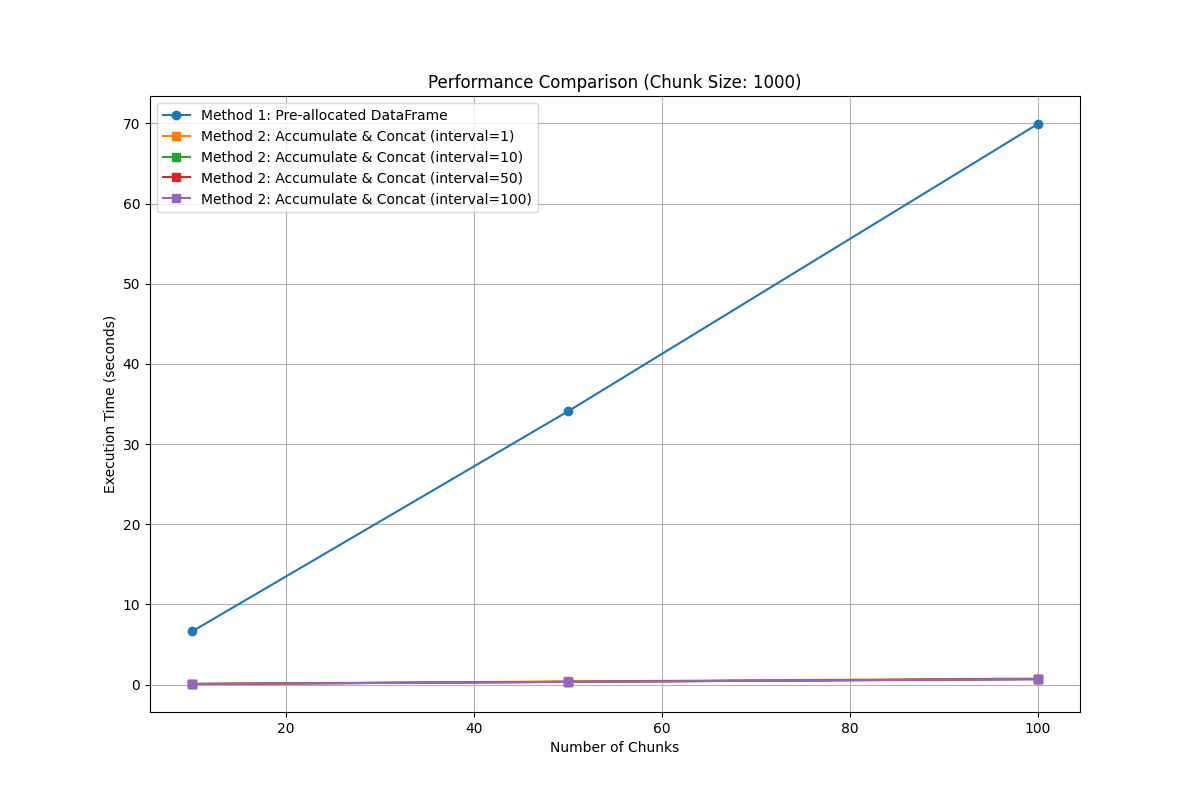 Performance Comparison (Chunk Size: 1000)
Method 1: Pre-allocated DataFrame
Method 2: Accumulate & Concat (interval=1)
Method 2: Accumulate & Concat (interval=10)
Method 2: Accumulate & Concat (interval=50)
Method 2: Accumulate & Concat (interval=100)
Execution Time (seconds)
70
60
50
40
30
20
10
0
20 40 60 80 100
Number of Chunks